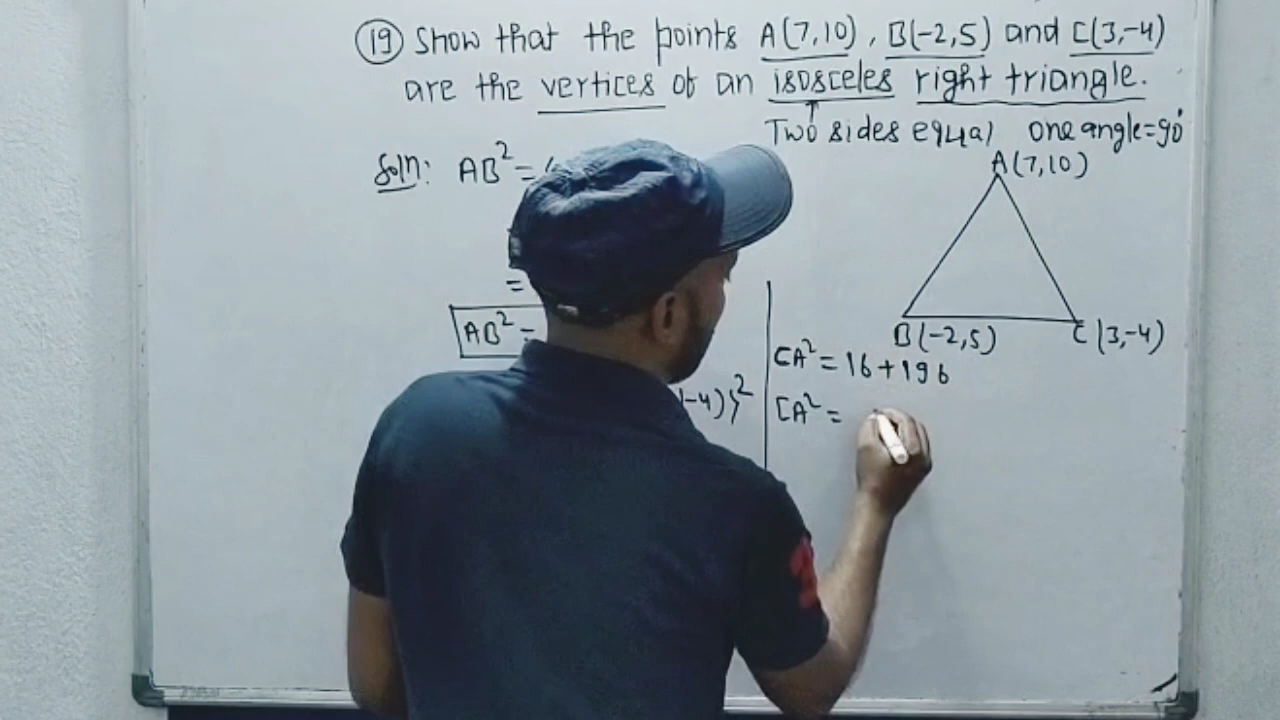 19 Show that the points A(7,10), B(-2,5) and C(3,-4)
are the vertices of an isosceles right triangle.
Two sides equal one angle=90°
Soln: AB² =
A(7,10)
=
AB² =
B(-2,5) C(3,-4)
CA² = 16+196
-4)}²
CA² =